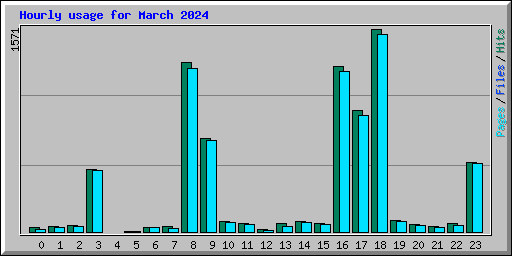 Hourly usage for March 2024
1571
Pages/Files/Hits
0 1 2 3 4 5 6 7 8 9 10 11 12 13 14 15 16 17 18 19 20 21 22 23